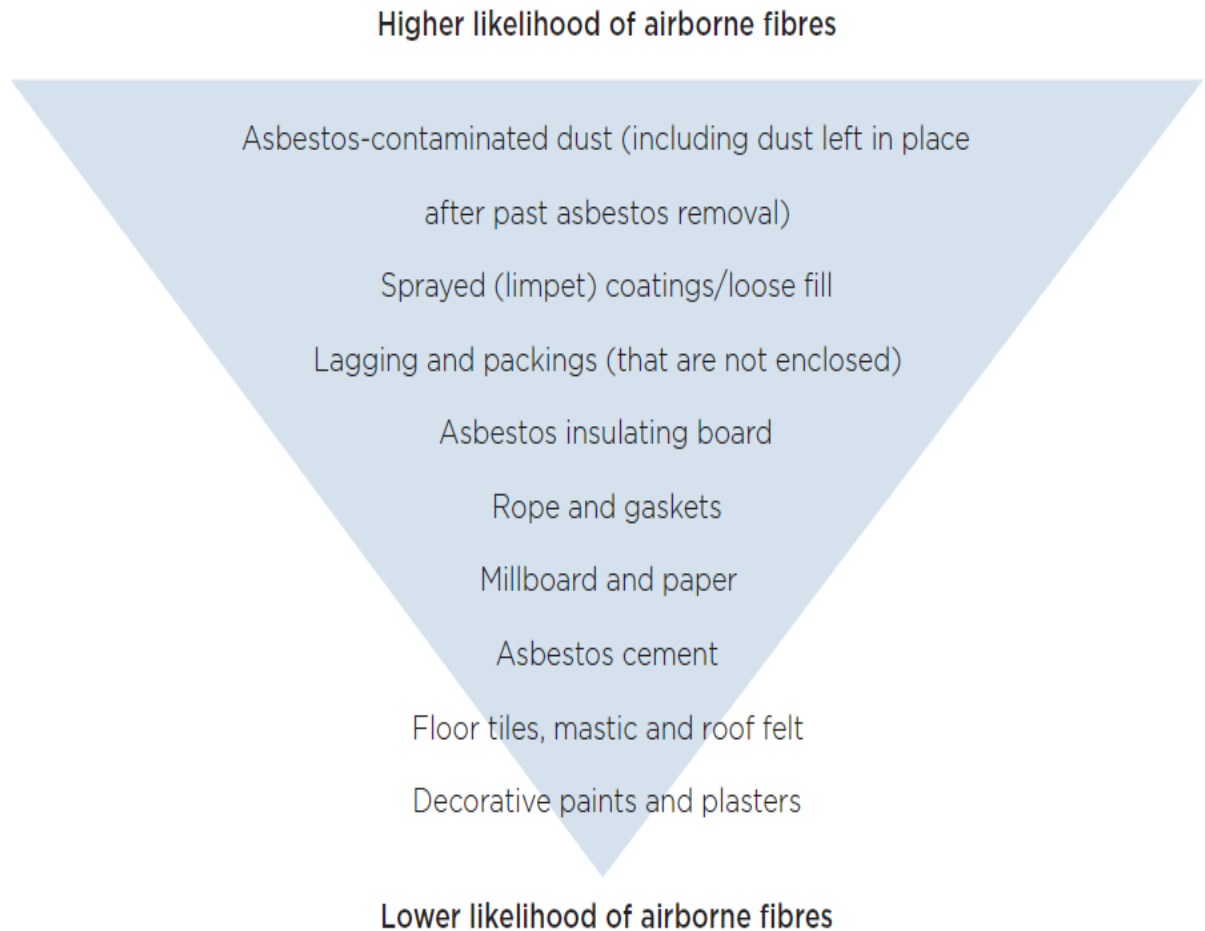 Higher likelihood of airborne fibres
Asbestos-contaminated dust (including dust left in place
after past asbestos removal)
Sprayed (limpet) coatings/loose fill
Lagging and packings (that are not enclosed)
Asbestos insulating board
Rope and gaskets
Millboard and paper
Asbestos cement
Floor tiles, mastic and roof felt
Decorative paints and plasters
Lower likelihood of airborne fibres